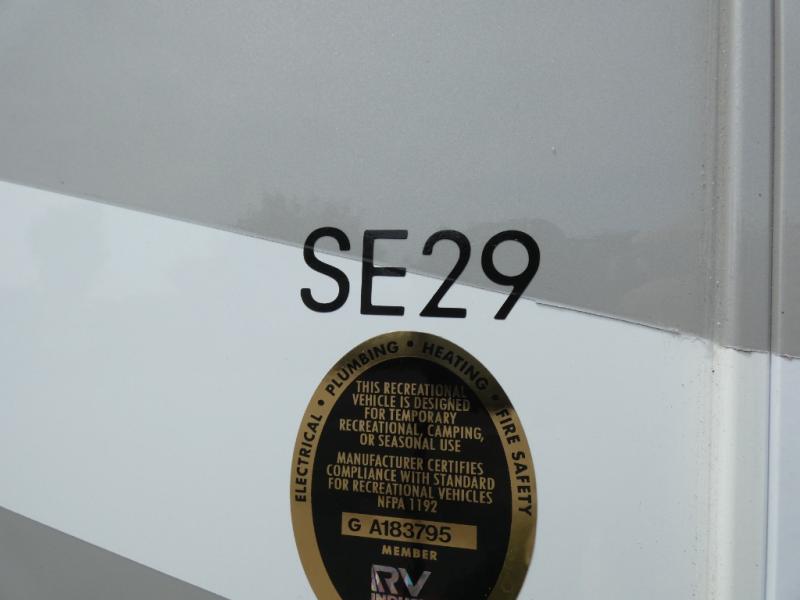 SE29
ELECTRICAL • PLUMBING • HEATING • FIRE SAFETY
THIS RECREATIONAL
VEHICLE IS DESIGNED
FOR TEMPORARY
RECREATIONAL, CAMPING,
OR SEASONAL USE
MANUFACTURER CERTIFIES
COMPLIANCE WITH STANDARD
FOR RECREATIONAL VEHICLES
NFPA 1192
G A183795
MEMBER
RV